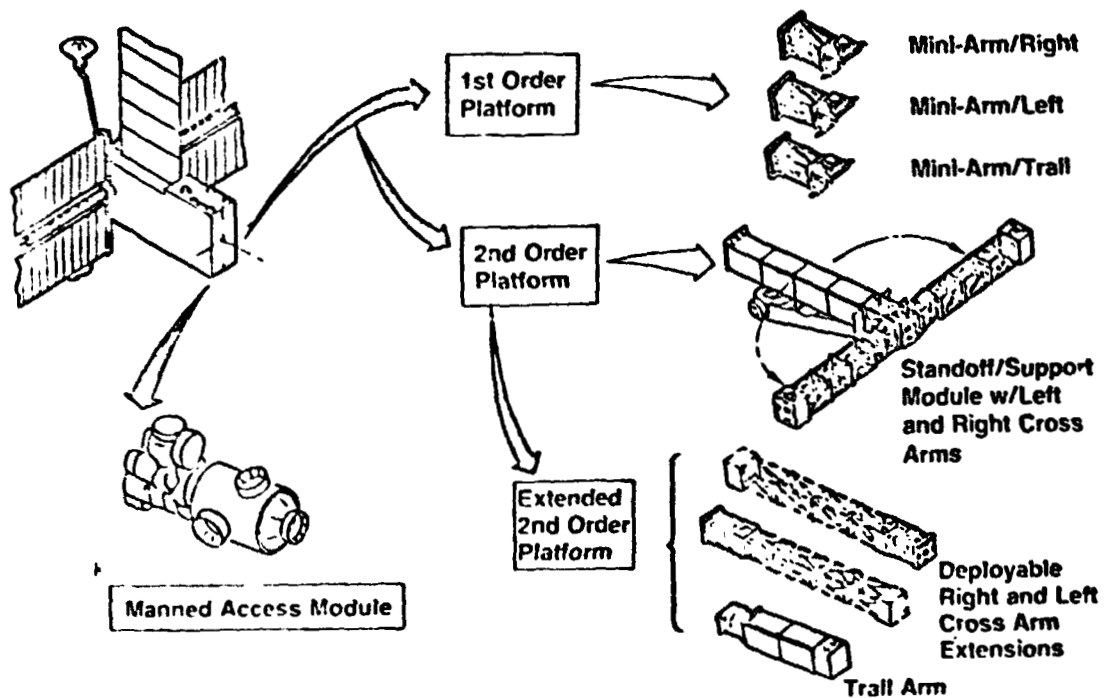 1st Order
Platform
Mini-Arm/Right
Mini-Arm/Left
Mini-Arm/Trail
2nd Order
Platform
Standoff/Support
Module w/Left
and Right Cross
Arms
Extended
2nd Order
Platform
Deployable
Right and Left
Cross Arm
Extensions
Trail Arm
Manned Access Module